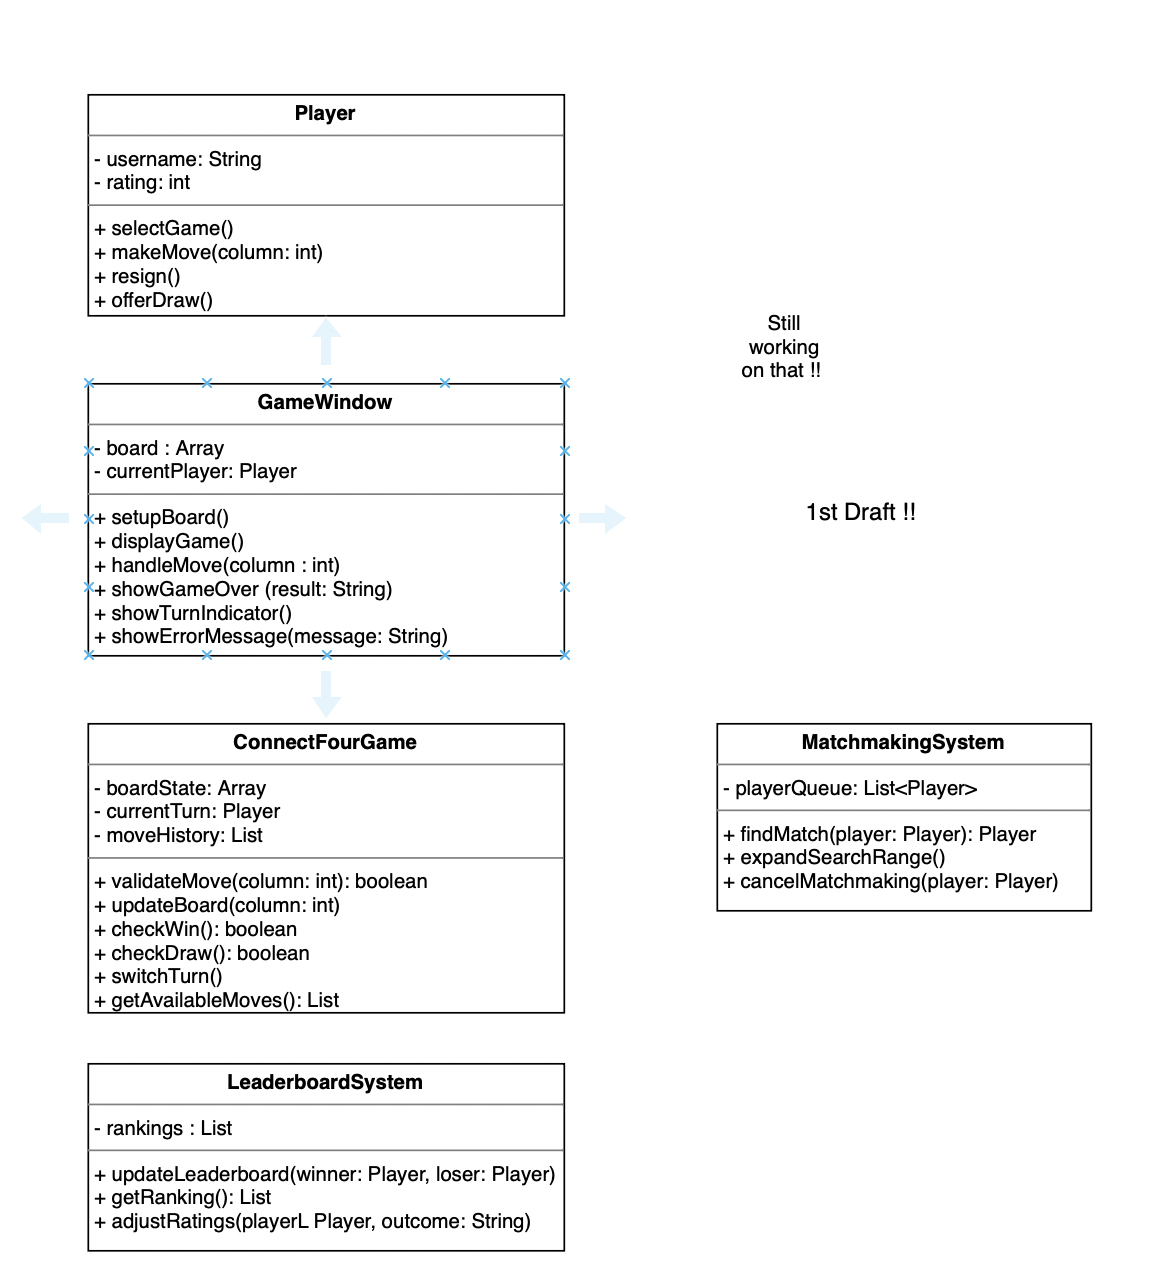 Player
- username: String
- rating: int
+ selectGame()
+ makeMove(column: int)
+ resign()
+ offerDraw()
Still
working
on that !!
GameWindow
- board : Array
- currentPlayer: Player
+ setupBoard()
+ displayGame()
+ handleMove(column : int)
+ showGameOver (result: String)
+ showTurnIndicator()
+ showErrorMessage(message: String)
1st Draft !!
ConnectFourGame
- boardState: Array
- currentTurn: Player
- moveHistory: List
+ validateMove(column: int): boolean
+ updateBoard(column: int)
+ checkWin(): boolean
+ checkDraw(): boolean
+ switchTurn()
+ getAvailableMoves(): List
MatchmakingSystem
- playerQueue: List<Player>
+ findMatch(player: Player): Player
+ expandSearchRange()
+ cancelMatchmaking(player: Player)
LeaderboardSystem
- rankings : List
+ updateLeaderboard(winner: Player, loser: Player)
+ getRanking(): List
+ adjustRatings(playerL Player, outcome: String)